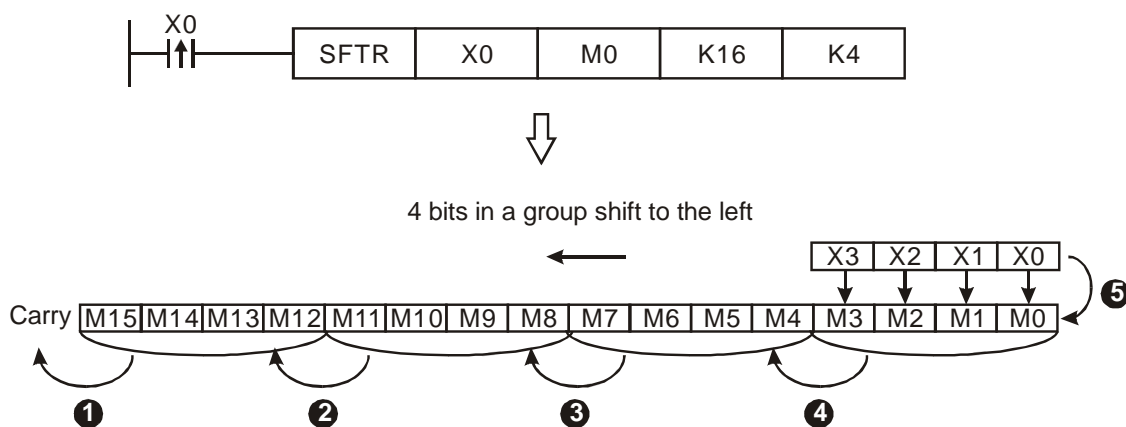 X0
SFTR X0 M0 K16 K4
4 bits in a group shift to the left
X3 X2 X1 X0
5
Carry M15 M14 M13 M12 M11 M10 M9 M8 M7 M6 M5 M4 M3 M2 M1 M0
1 2 3 4